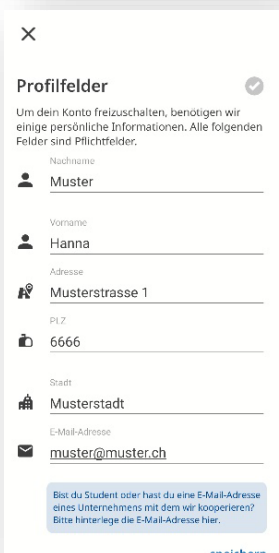 Profilfelder
Um dein Konto freizuschalten, benötigen wir
einige persönliche Informationen. Alle folgenden
Felder sind Pflichtfelder.
Nachname
Muster
Vorname
Hanna
Adresse
Musterstrasse 1
PLZ
6666
Stadt
Musterstadt
E-Mail-Adresse
muster@muster.ch
Bist du Student oder hast du eine E-Mail-Adresse
eines Unternehmens mit dem wir kooperieren?
Bitte hinterlege die E-Mail-Adresse hier.
speichern